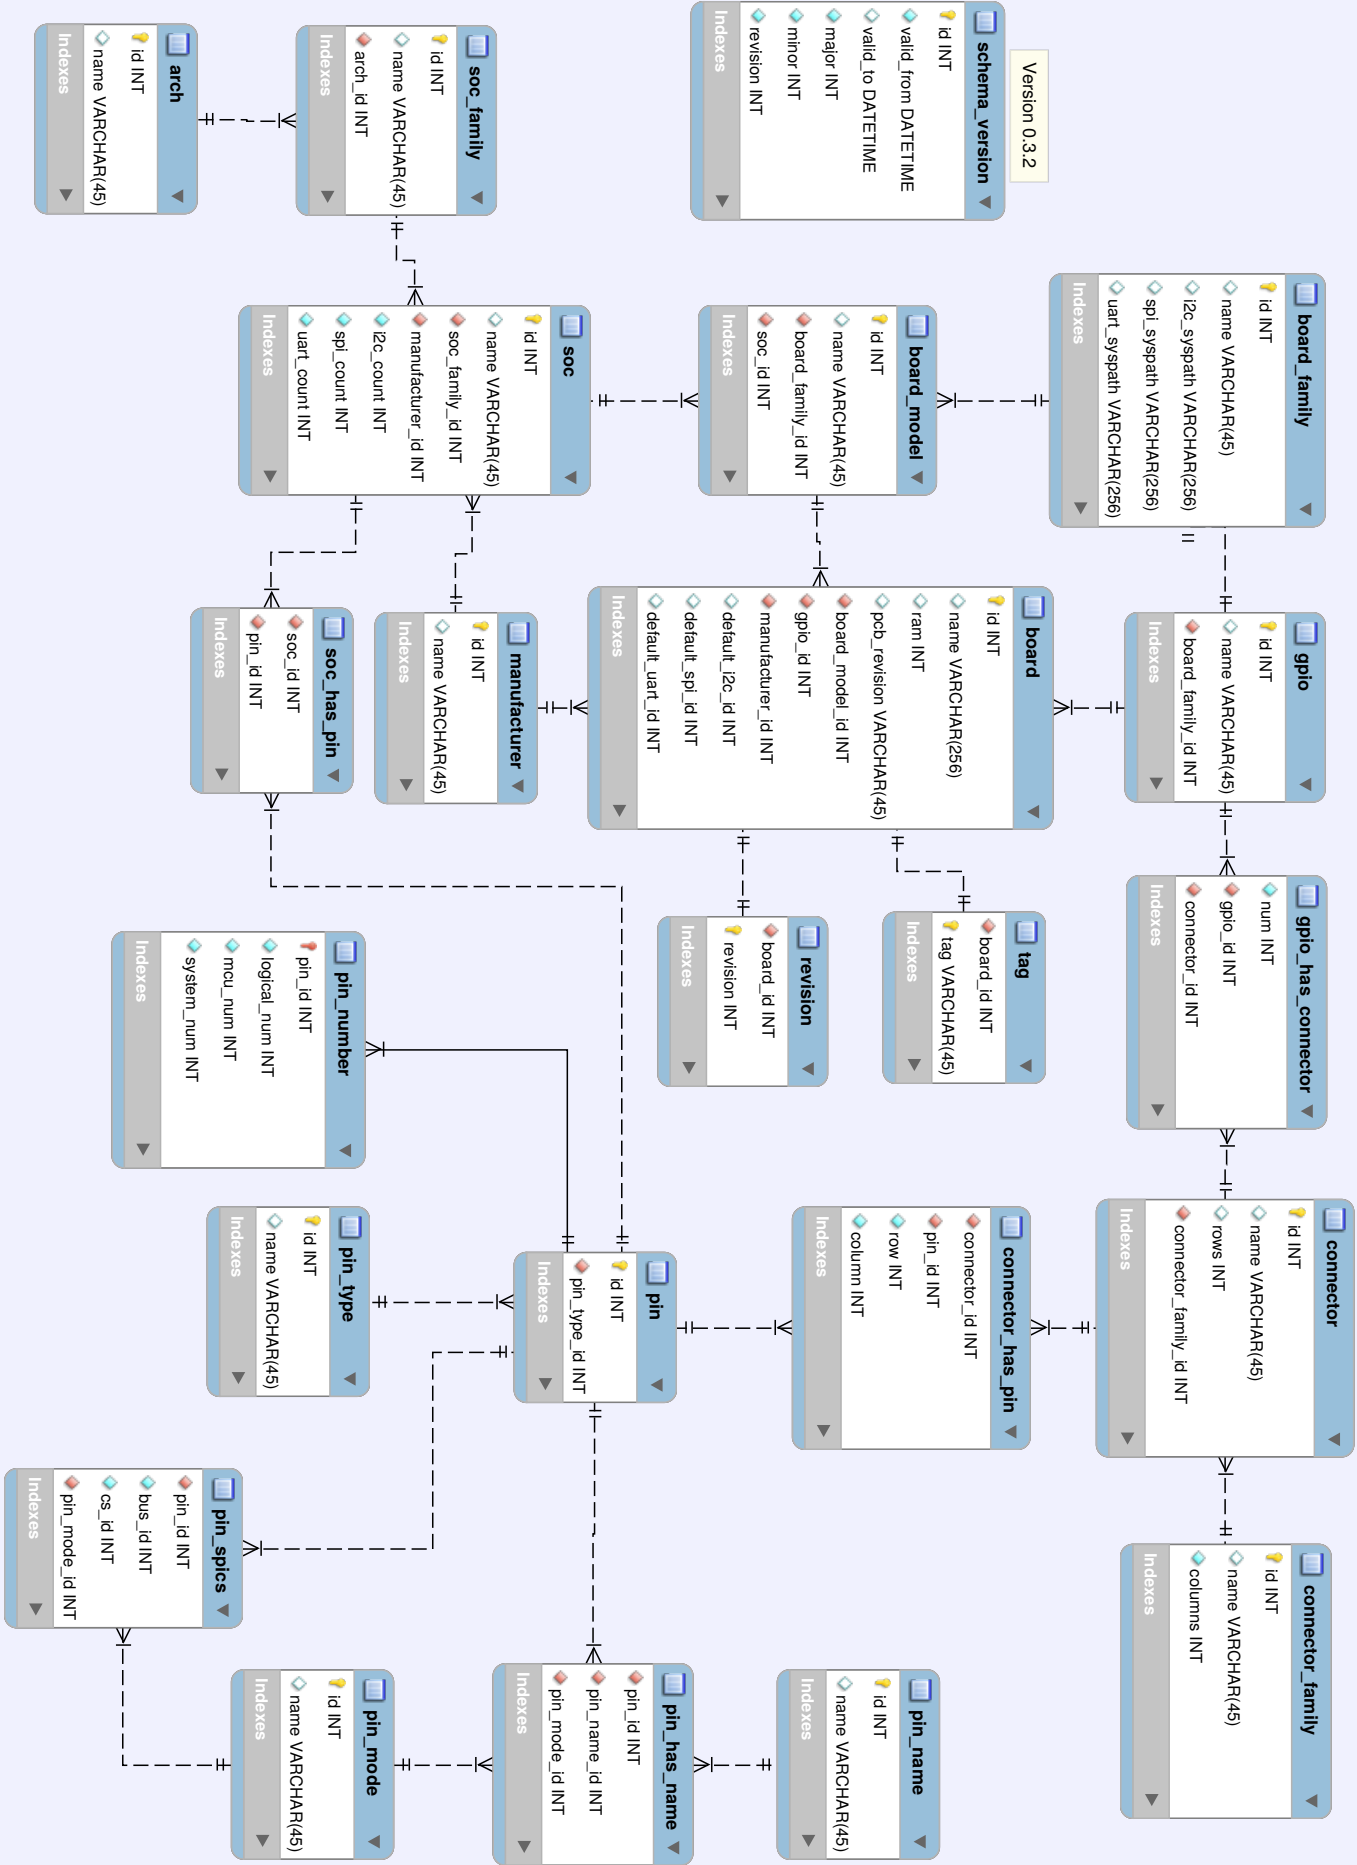 Version 0.3.2
schema_version
id INT
valid_from DATETIME
valid_to DATETIME
major INT
minor INT
revision INT
Indexes
soc_family
id INT
name VARCHAR(45)
arch_id INT
Indexes
arch
id INT
name VARCHAR(45)
Indexes
board_family
id INT
name VARCHAR(45)
i2c_syspath VARCHAR(256)
spi_syspath VARCHAR(256)
uart_syspath VARCHAR(256)
Indexes
board_model
id INT
name VARCHAR(45)
board_family_id INT
soc_id INT
Indexes
soc
id INT
name VARCHAR(45)
soc_family_id INT
manufacturer_id INT
i2c_count INT
spi_count INT
uart_count INT
Indexes
gpio
id INT
name VARCHAR(45)
board_family_id INT
Indexes
board
id INT
name VARCHAR(256)
ram INT
pcb_revision VARCHAR(45)
board_model_id INT
gpio_id INT
manufacturer_id INT
default_i2c_id INT
default_spi_id INT
default_uart_id INT
Indexes
manufacturer
id INT
name VARCHAR(45)
Indexes
soc_has_pin
soc_id INT
pin_id INT
Indexes
gpio_has_connector
num INT
gpio_id INT
connector_id INT
Indexes
tag
board_id INT
tag VARCHAR(45)
Indexes
revision
board_id INT
revision INT
Indexes
pin_number
pin_id INT
logical_num INT
mcu_num INT
system_num INT
Indexes
connector
id INT
name VARCHAR(45)
rows INT
connector_family_id INT
Indexes
connector_has_pin
connector_id INT
pin_id INT
row INT
column INT
Indexes
pin
id INT
pin_type_id INT
Indexes
pin_type
id INT
name VARCHAR(45)
Indexes
connector_family
id INT
name VARCHAR(45)
columns INT
Indexes
pin_spics
pin_id INT
bus_id INT
cs_id INT
pin_mode_id INT
Indexes
pin_name
id INT
name VARCHAR(45)
Indexes
pin_has_name
pin_id INT
pin_name_id INT
pin_mode_id INT
Indexes
pin_mode
id INT
name VARCHAR(45)
Indexes